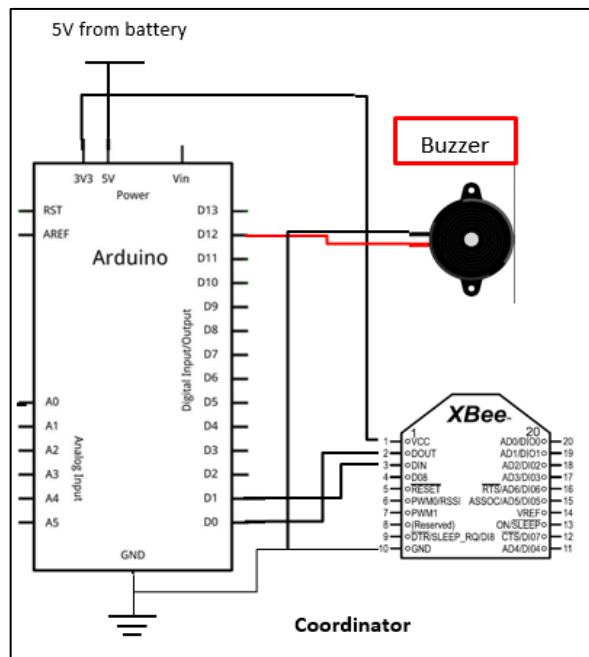 5V from battery
Buzzer
3V3 5V Vin
Power
RST
AREF
Arduino
D13
D12
D11
D10
D9
D8
D7
D6
D5
D4
D3
D2
D1
D0
Digital Input/Output
A0
A1
A2
A3
A4
A5
Analog Input
GND
XBee™
1 20
1 VCC AD0/DIO0 20
2 DOUT AD1/DIO1 19
3 DIN AD2/DIO2 18
4 DO8 AD3/DIO3 17
5 RESET RTS/AD6/DIO6 16
6 PWM0/RSSI ASSOC/AD5/DIO5 15
7 PWM1 VREF 14
8 (Reserved) ON/SLEEP 13
9 DTR/SLEEP_RQ/DI8 CTS/DIO7 12
10 GND AD4/DIO4 11
Coordinator